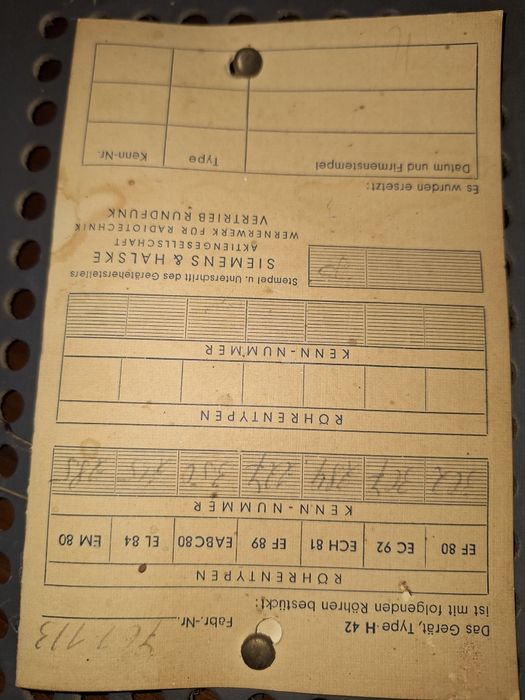 Das Gerät, Type H 42 Fabr.-Nr.
ist mit folgenden Röhren bestückt:
RÖHRENTYPEN
EF 80 EC 92 ECH 81 EF 89 EABC80 EL 84 EM 80
KENN-NUMMER
RÖHRENTYPEN
KENN-NUMMER
Stempel u. Unterschrift des Geräteherstellers
SIEMENS & HALSKE
AKTIENGESELLSCHAFT
WERNERWERK FÜR RADIOTECHNIK
VERTRIEB RUNDFUNK
Es wurden ersetzt:
Datum und Firmenstempel Type Kenn-Nr.